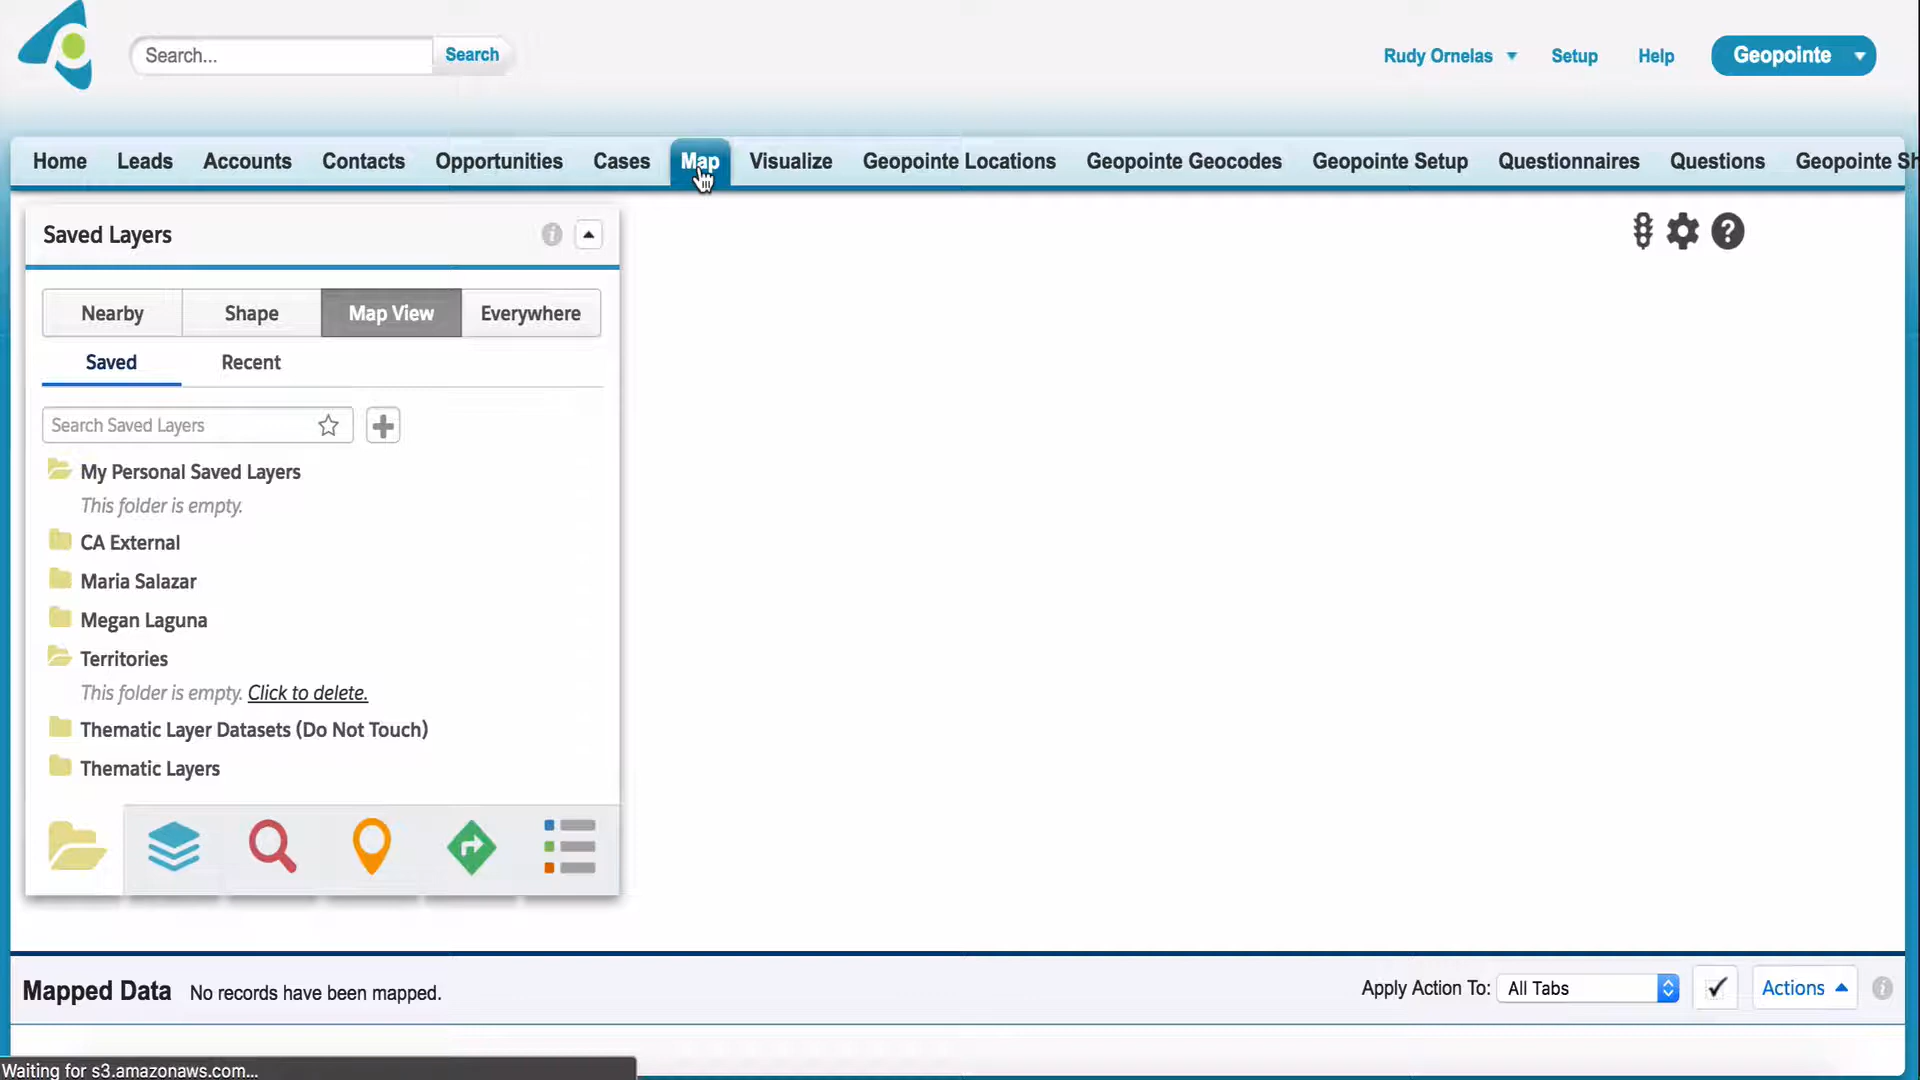 Search...
Search
Rudy Ornelas
Setup
Help
Geopointe
Home
Leads
Accounts
Contacts
Opportunities
Cases
Map
Visualize
Geopointe Locations
Geopointe Geocodes
Geopointe Setup
Questionnaires
Questions
Geopointe Sh
Saved Layers
Nearby
Shape
Map View
Everywhere
Saved
Recent
Search Saved Layers
My Personal Saved Layers
This folder is empty.
CA External
Maria Salazar
Megan Laguna
Territories
This folder is empty. Click to delete.
Thematic Layer Datasets (Do Not Touch)
Thematic Layers
Mapped Data
No records have been mapped.
Apply Action To:
All Tabs
Actions
Waiting for s3.amazonaws.com...